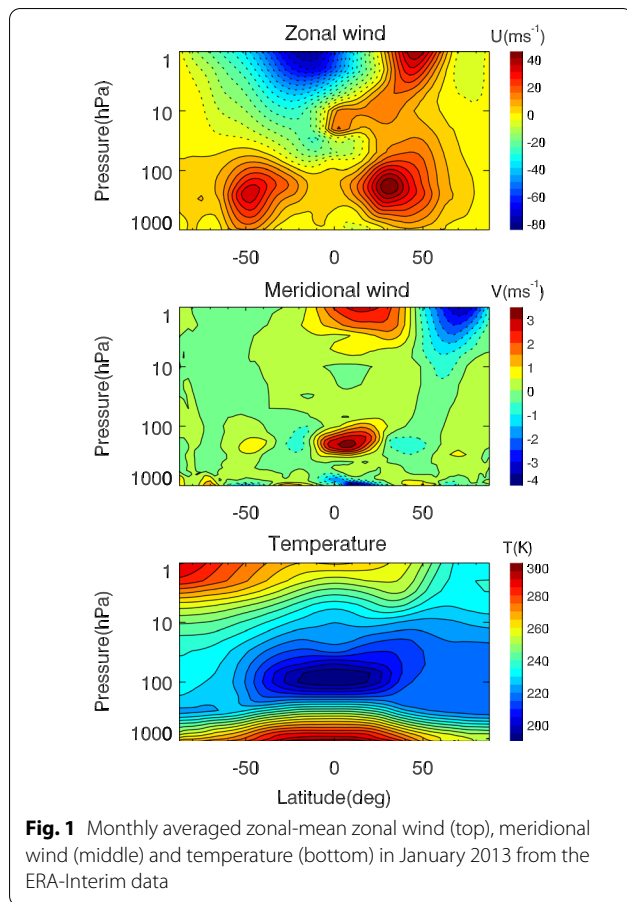 Zonal wind
U(ms⁻¹)
Pressure(hPa)
1
10
100
1000
-50 0 50
40
20
0
-20
-40
-60
-80
Meridional wind
V(ms⁻¹)
Pressure(hPa)
1
10
100
1000
-50 0 50
3
2
1
0
-1
-2
-3
-4
Temperature
T(K)
Pressure(hPa)
1
10
100
1000
-50 0 50
Latitude(deg)
300
280
260
240
220
200
Fig. 1 Monthly averaged zonal-mean zonal wind (top), meridional
wind (middle) and temperature (bottom) in January 2013 from the
ERA-Interim data